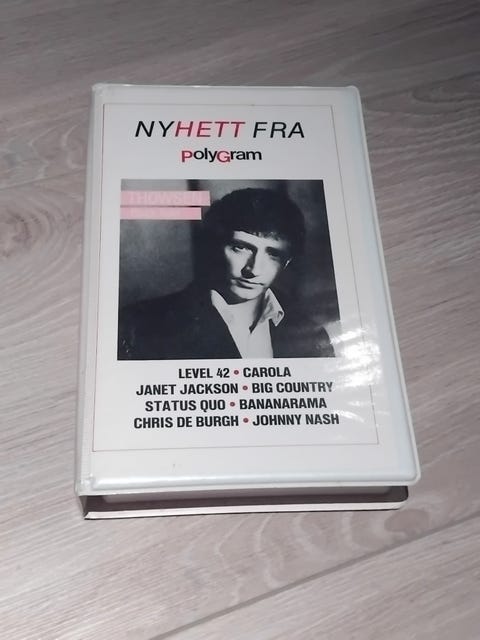 NYHETT FRA
PolyGram
LEVEL 42 • CAROLA
JANET JACKSON • BIG COUNTRY
STATUS QUO • BANANARAMA
CHRIS DE BURGH • JOHNNY NASH